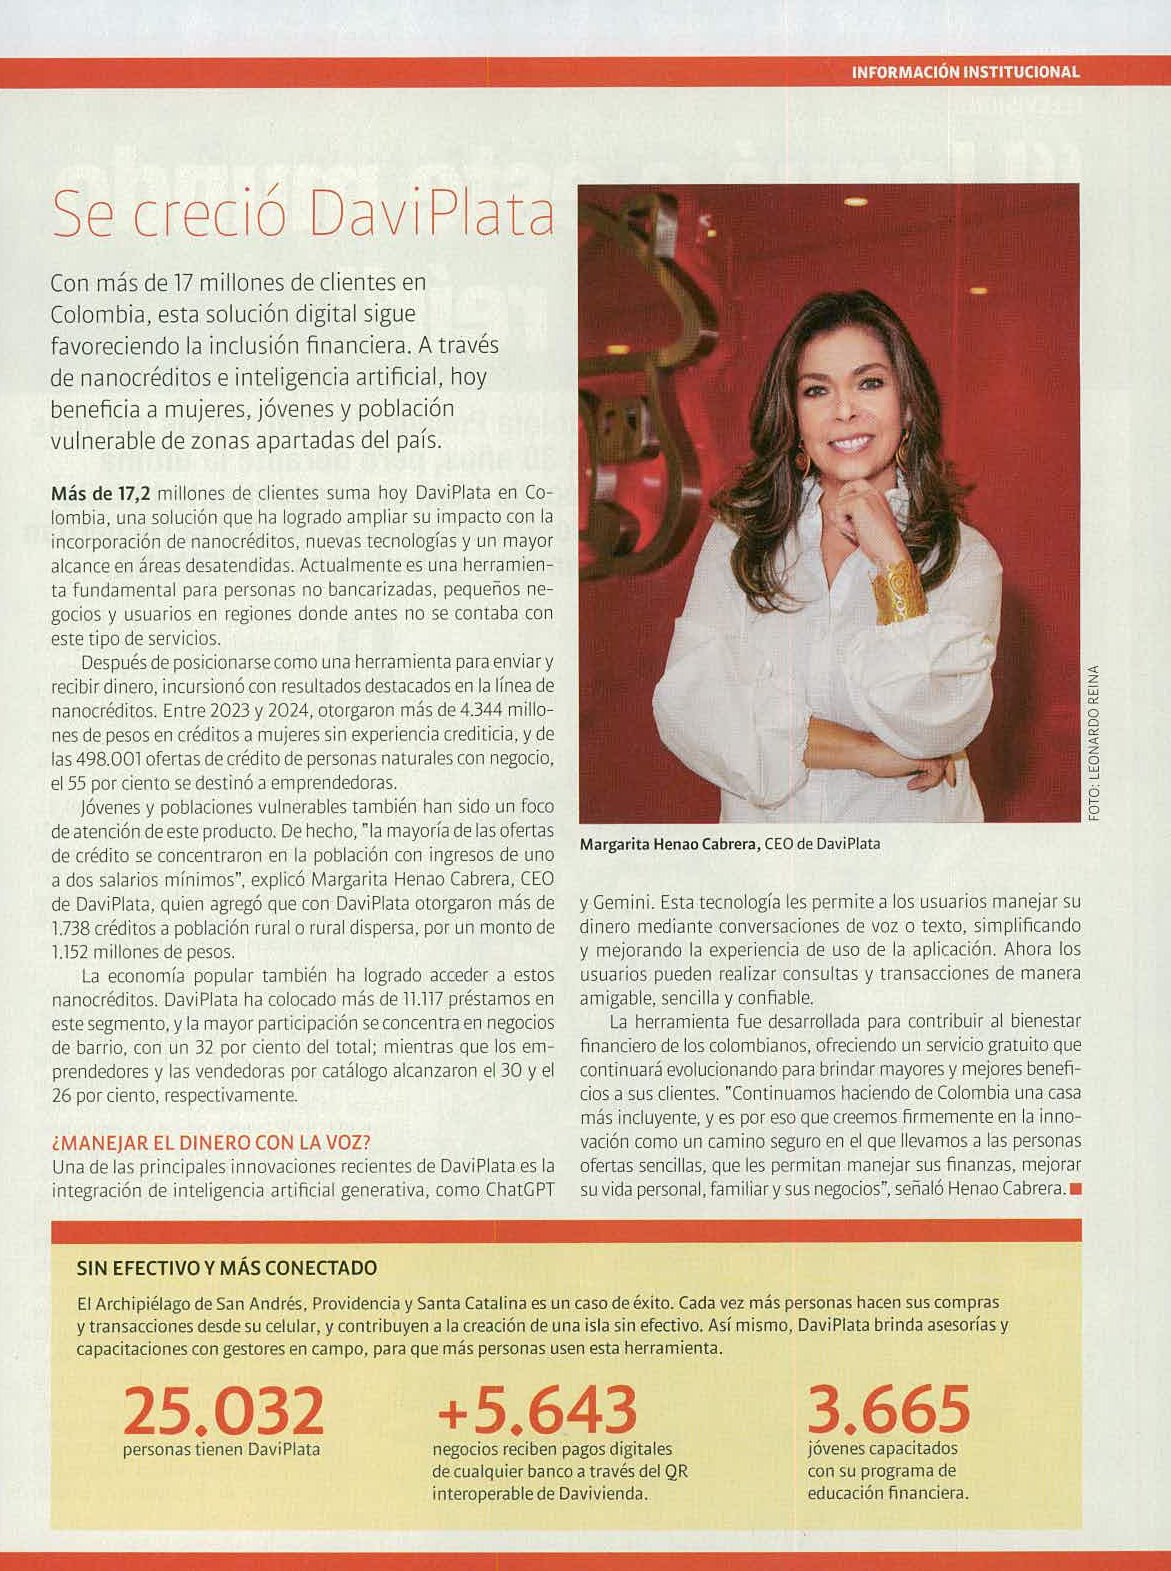 INFORMACIÓN INSTITUCIONAL
Se creció DaviPlata
Con más de 17 millones de clientes en
Colombia, esta solución digital sigue
favoreciendo la inclusión financiera. A través
de nanocréditos e inteligencia artificial, hoy
beneficia a mujeres, jóvenes y población
vulnerable de zonas apartadas del país.
Más de 17,2 millones de clientes suma hoy DaviPlata en Co-
lombia, una solución que ha logrado ampliar su impacto con la
incorporación de nanocréditos, nuevas tecnologías y un mayor
alcance en áreas desatendidas. Actualmente es una herramien-
ta fundamental para personas no bancarizadas, pequeños ne-
gocios y usuarios en regiones donde antes no se contaba con
este tipo de servicios.
Después de posicionarse como una herramienta para enviar y
recibir dinero, incursionó con resultados destacados en la línea de
nanocréditos. Entre 2023 y 2024, otorgaron más de 4.344 millo-
nes de pesos en créditos a mujeres sin experiencia crediticia, y de
las 498.001 ofertas de crédito de personas naturales con negocio,
el 55 por ciento se destinó a emprendedoras.
Jóvenes y poblaciones vulnerables también han sido un foco
de atención de este producto. De hecho, "la mayoría de las ofertas
de crédito se concentraron en la población con ingresos de uno
a dos salarios mínimos", explicó Margarita Henao Cabrera, CEO
de DaviPlata, quien agregó que con DaviPlata otorgaron más de
1.738 créditos a población rural o rural dispersa, por un monto de
1.152 millones de pesos.
La economía popular también ha logrado acceder a estos
nanocréditos. DaviPlata ha colocado más de 11.117 préstamos en
este segmento, y la mayor participación se concentra en negocios
de barrio, con un 32 por ciento del total; mientras que los em-
prendedores y las vendedoras por catálogo alcanzaron el 30 y el
26 por ciento, respectivamente.
¿MANEJAR EL DINERO CON LA VOZ?
Una de las principales innovaciones recientes de DaviPlata es la
integración de inteligencia artificial generativa, como ChatGPT
FOTO: LEONARDO REINA
Margarita Henao Cabrera, CEO de DaviPlata
y Gemini. Esta tecnología les permite a los usuarios manejar su
dinero mediante conversaciones de voz o texto, simplificando
y mejorando la experiencia de uso de la aplicación. Ahora los
usuarios pueden realizar consultas y transacciones de manera
amigable, sencilla y confiable.
La herramienta fue desarrollada para contribuir al bienestar
financiero de los colombianos, ofreciendo un servicio gratuito que
continuará evolucionando para brindar mayores y mejores benefi-
cios a sus clientes. "Continuamos haciendo de Colombia una casa
más incluyente, y es por eso que creemos firmemente en la inno-
vación como un camino seguro en el que llevamos a las personas
ofertas sencillas, que les permitan manejar sus finanzas, mejorar
su vida personal, familiar y sus negocios", señaló Henao Cabrera.
SIN EFECTIVO Y MÁS CONECTADO
El Archipiélago de San Andrés, Providencia y Santa Catalina es un caso de éxito. Cada vez más personas hacen sus compras
y transacciones desde su celular, y contribuyen a la creación de una isla sin efectivo. Así mismo, DaviPlata brinda asesorías y
capacitaciones con gestores en campo, para que más personas usen esta herramienta.
25.032
personas tienen DaviPlata
+5.643
negocios reciben pagos digitales
de cualquier banco a través del QR
interoperable de Davivienda.
3.665
jóvenes capacitados
con su programa de
educación financiera.